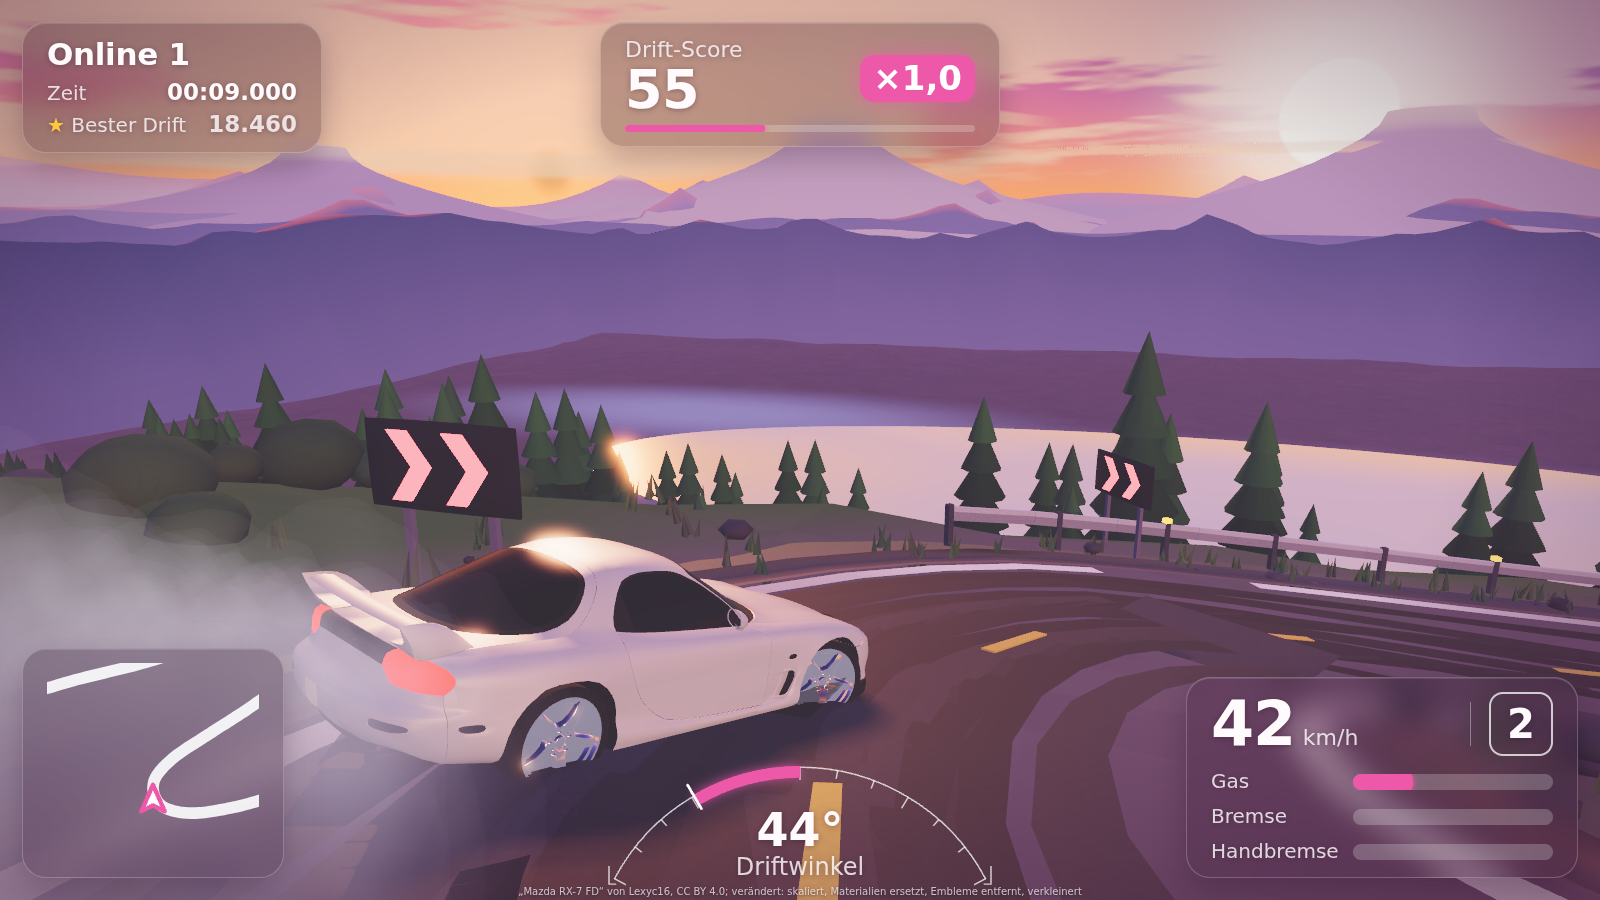 Online 1
Zeit 00:09.000
★ Bester Drift 18.460
Drift-Score
55
×1,0
42 km/h
2
Gas
Bremse
Handbremse
44°
Driftwinkel
„Mazda RX-7 FD“ von Lexyc16, CC BY 4.0; verändert: skaliert, Materialien ersetzt, Embleme entfernt, verkleinert